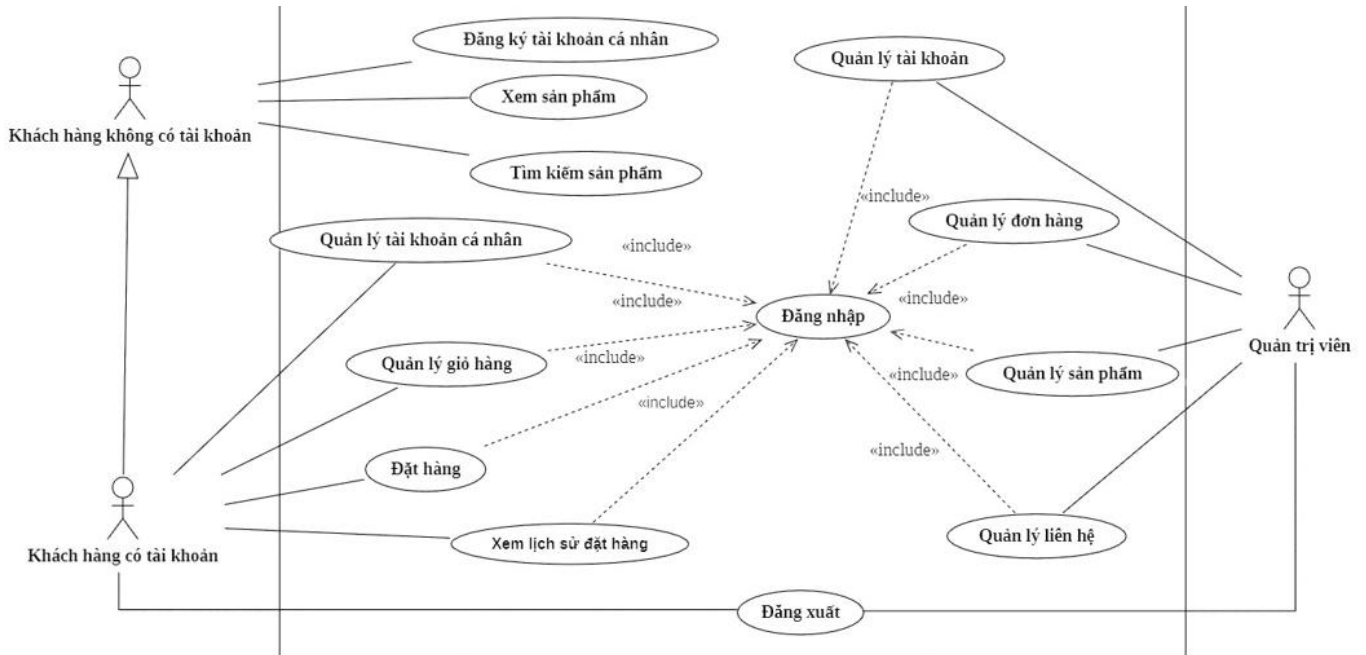 Đăng ký tài khoản cá nhân
Quản lý tài khoản
Xem sản phẩm
Khách hàng không có tài khoản
Tìm kiếm sản phẩm
«include»
Quản lý đơn hàng
Quản lý tài khoản cá nhân
«include»
«include»
«include»
Đăng nhập
Quản trị viên
Quản lý giỏ hàng
«include»
«include»
Quản lý sản phẩm
«include»
Đặt hàng
«include»
Xem lịch sử đặt hàng
Quản lý liên hệ
Khách hàng có tài khoản
Đăng xuất